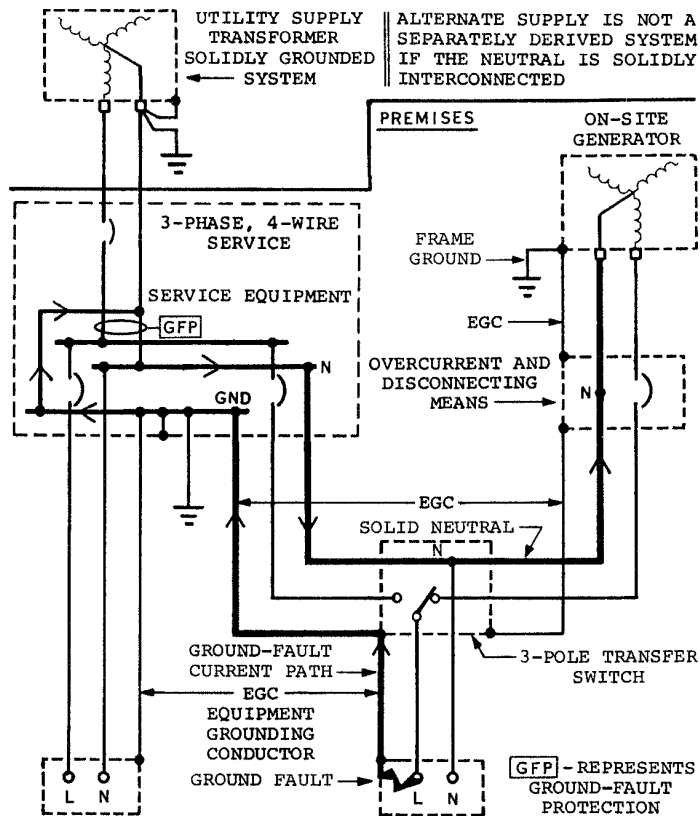 UTILITY SUPPLY
TRANSFORMER
SOLIDLY GROUNDED
SYSTEM
ALTERNATE SUPPLY IS NOT A
SEPARATELY DERIVED SYSTEM
IF THE NEUTRAL IS SOLIDLY
INTERCONNECTED
PREMISES
ON-SITE
GENERATOR
3-PHASE, 4-WIRE
SERVICE
FRAME
GROUND
SERVICE EQUIPMENT
GFP
EGC
N
OVERCURRENT AND
DISCONNECTING
MEANS
N
GND
EGC
SOLID NEUTRAL
N
GROUND-FAULT
CURRENT PATH
3-POLE TRANSFER
SWITCH
EGC
EQUIPMENT
GROUNDING
CONDUCTOR
GROUND FAULT
L N
L N
GFP - REPRESENTS
GROUND-FAULT
PROTECTION